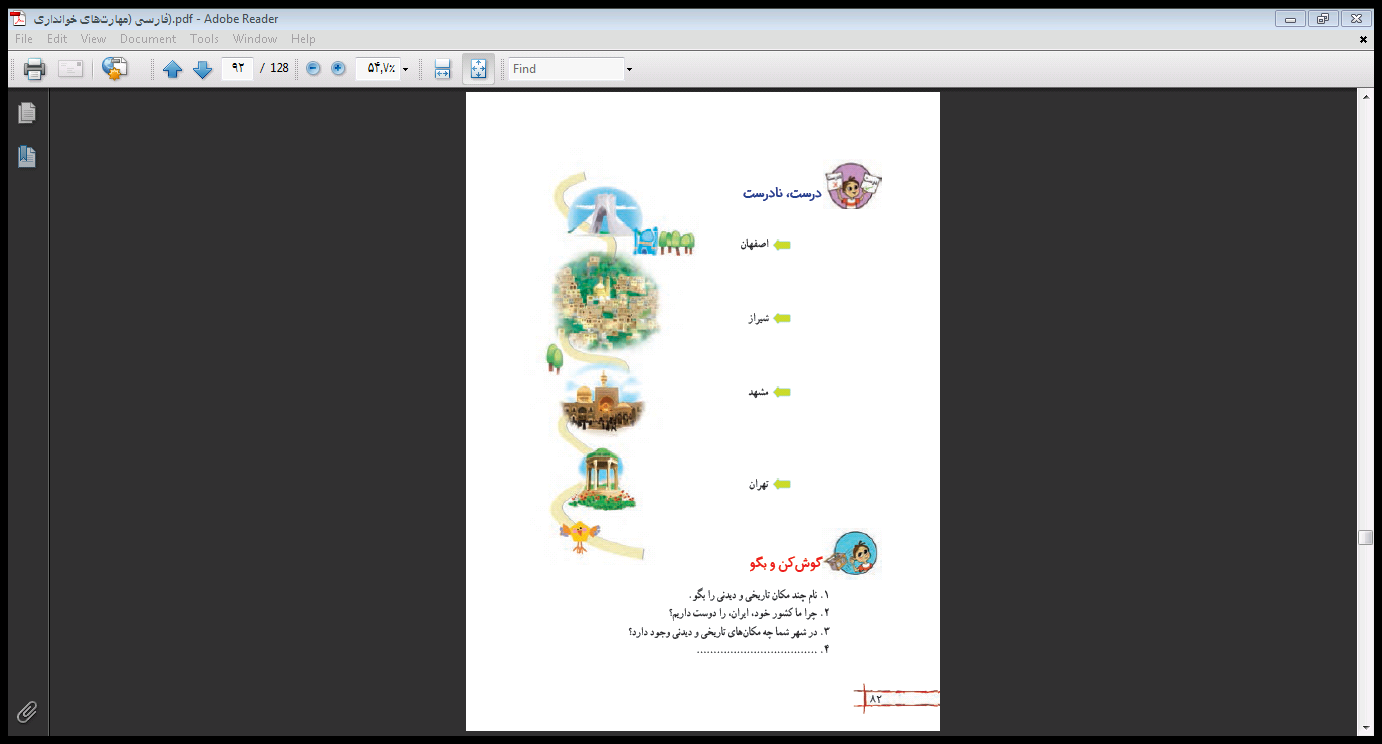 فارسی (مهارت‌های خوانداری).pdf - Adobe Reader
File Edit View Document Tools Window Help
۹۲ / 128 ۵۴٫۷٪ Find
درست، نادرست
اصفهان
شیراز
مشهد
تهران
گوش‌کن و بگو
۱. نام چند مکان تاریخی و دیدنی را بگو.
۲. چرا ما کشور خود، ایران، را دوست داریم؟
۳. در شهر شما چه مکان‌های تاریخی و دیدنی وجود دارد؟
۴. ....................................
۸۲